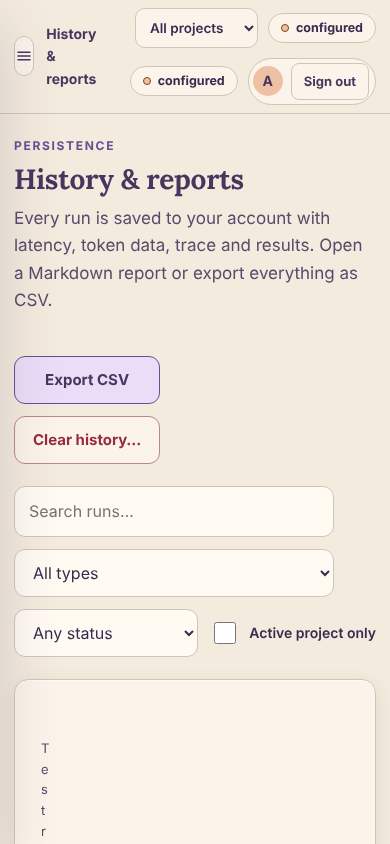 History
&
reports
All projects
configured
configured
A
Sign out
PERSISTENCE
History & reports
Every run is saved to your account with
latency, token data, trace and results. Open
a Markdown report or export everything as
CSV.
Export CSV
Clear history...
Search runs...
All types
Any status
Active project only
T
e
s
t
r